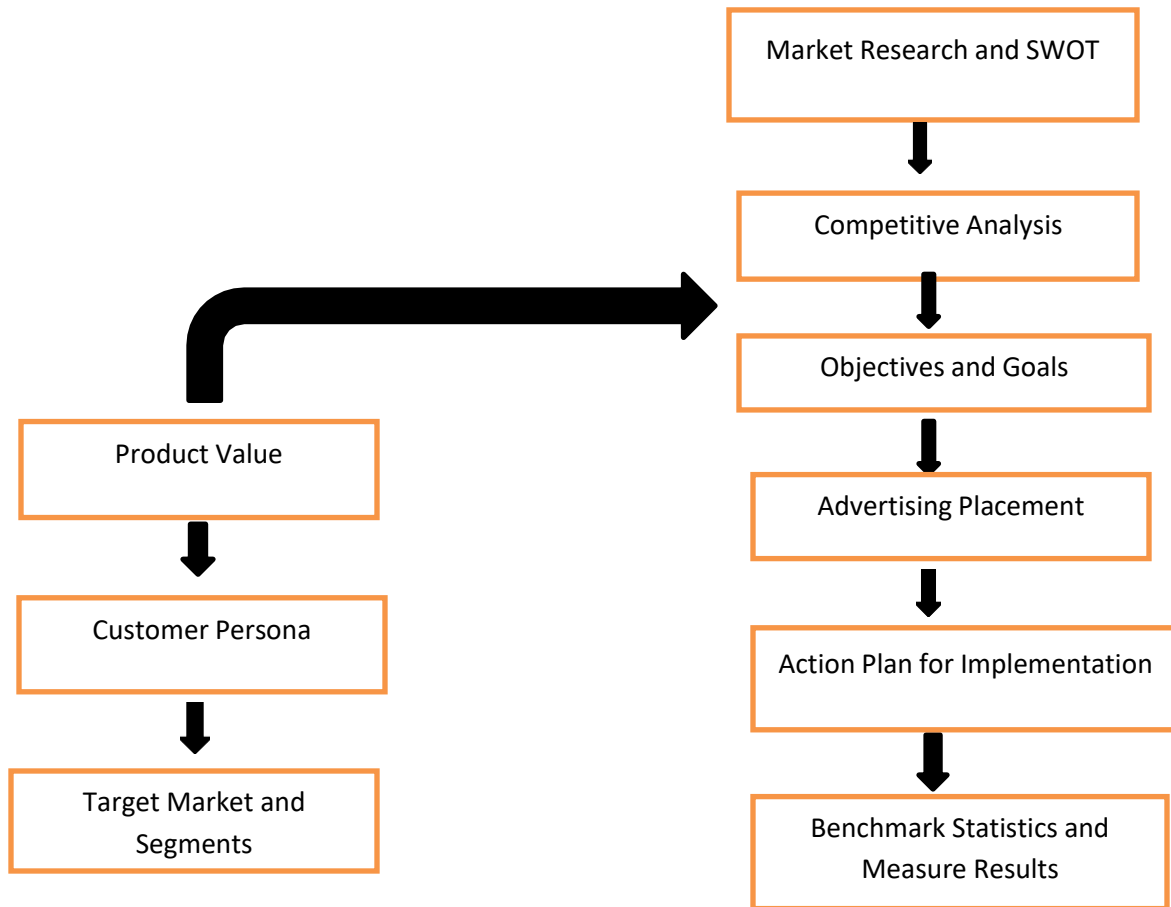 Market Research and SWOT
Competitive Analysis
Objectives and Goals
Product Value
Advertising Placement
Customer Persona
Action Plan for Implementation
Target Market and
Segments
Benchmark Statistics and
Measure Results